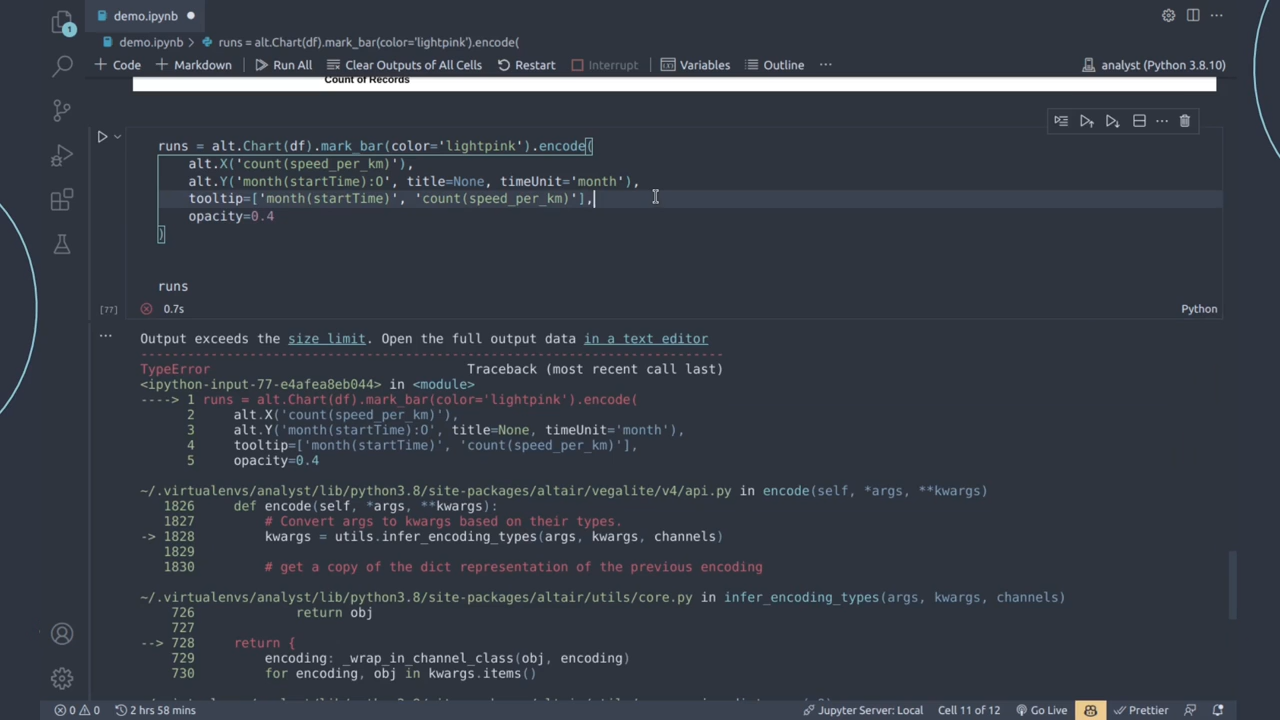 demo.ipynb
1
demo.ipynb > runs = alt.Chart(df).mark_bar(color='lightpink').encode(
+ Code + Markdown Run All Clear Outputs of All Cells Restart Interrupt Variables Outline ··· analyst (Python 3.8.10)
Count of Records
runs = alt.Chart(df).mark_bar(color='lightpink').encode(
alt.X('count(speed_per_km)'),
alt.Y('month(startTime):O', title=None, timeUnit='month'),
tooltip=['month(startTime)', 'count(speed_per_km)'],
opacity=0.4
)
runs
[77] 0.7s Python
Output exceeds the size limit. Open the full output data in a text editor
---------------------------------------------------------------------------
TypeError Traceback (most recent call last)
<ipython-input-77-e4afea8eb044> in <module>
----> 1 runs = alt.Chart(df).mark_bar(color='lightpink').encode(
2 alt.X('count(speed_per_km)'),
3 alt.Y('month(startTime):O', title=None, timeUnit='month'),
4 tooltip=['month(startTime)', 'count(speed_per_km)'],
5 opacity=0.4
~/.virtualenvs/analyst/lib/python3.8/site-packages/altair/vegalite/v4/api.py in encode(self, *args, **kwargs)
1826 def encode(self, *args, **kwargs):
1827 # Convert args to kwargs based on their types.
-> 1828 kwargs = utils.infer_encoding_types(args, kwargs, channels)
1829
1830 # get a copy of the dict representation of the previous encoding
~/.virtualenvs/analyst/lib/python3.8/site-packages/altair/utils/core.py in infer_encoding_types(args, kwargs, channels)
726 return obj
727
--> 728 return {
729 encoding: _wrap_in_channel_class(obj, encoding)
730 for encoding, obj in kwargs.items()
0 0 2 hrs 58 mins Jupyter Server: Local Cell 11 of 12 Go Live Prettier